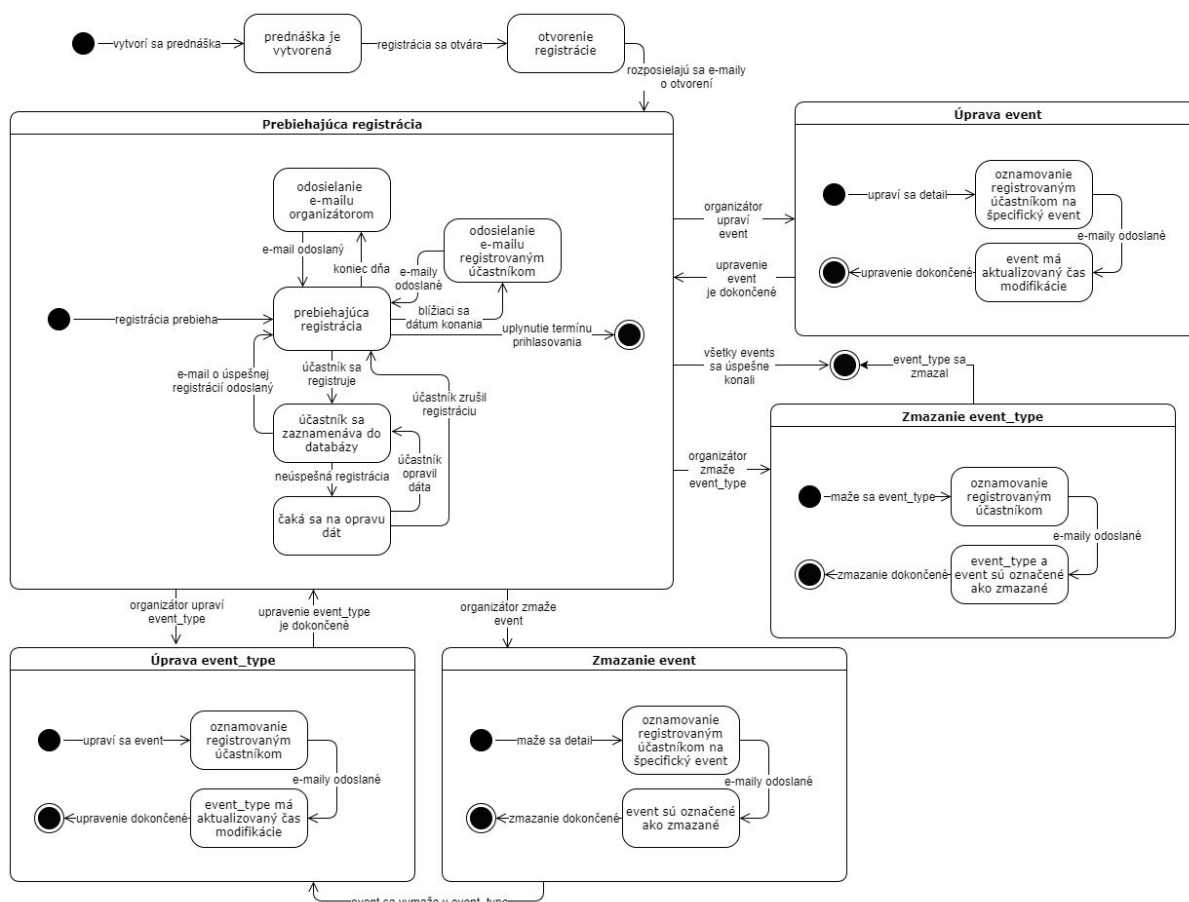 vytvorí sa prednáška
prednáška je
vytvorená
registrácia sa otvára
otvorenie
registrácie
rozposielajú sa e-maily
o otvorení
Prebiehajúca registrácia
odosielanie
e-mailu
organizátorom
e-mail odoslaný
koniec dňa
odosielanie
e-mailu
registrovaným
účastníkom
e-maily
odoslané
registrácia prebieha
prebiehajúca
registrácia
blížiaci sa
dátum konania
uplynutie termínu
prihlasovania
e-mail o úspešnej
registrácií odoslaný
účastník sa
registruje
účastník zrušil
registráciu
účastník sa
zaznamenáva do
databázy
neúspešná registrácia
účastník
opravil
dáta
čaká sa na opravu
dát
organizátor
upraví
event
upravenie
event
je dokončené
Úprava event
upraví sa detail
oznamovanie
registrovaným
účastníkom na
špecifický event
e-maily odoslané
event má
aktualizovaný čas
modifikácie
upravenie dokončené
všetky events
sa úspešne
konali
event_type sa
zmazal
organizátor
zmaže
event_type
Zmazanie event_type
maže sa event_type
oznamovanie
registrovaným
účastníkom
e-maily odoslané
event_type a
event sú označené
ako zmazané
zmazanie dokončené
organizátor upraví
event_type
upravenie event_type
je dokončené
organizátor zmaže
event
Úprava event_type
upraví sa event
oznamovanie
registrovaným
účastníkom
e-maily odoslané
event_type má
aktualizovaný čas
modifikácie
upravenie dokončené
Zmazanie event
maže sa detail
oznamovanie
registrovaným
účastníkom na
špecifický event
e-maily odoslané
event sú označené
ako zmazané
zmazanie dokončené
event sa vymaže v event_type